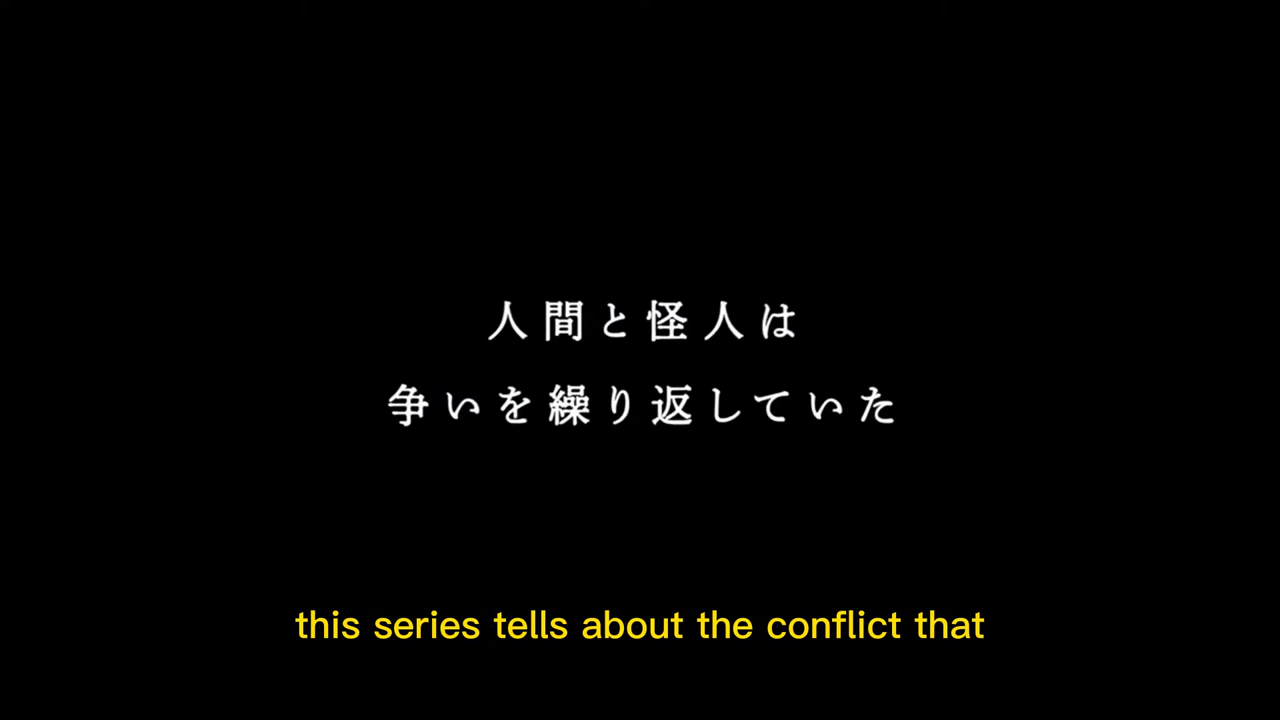 人間と怪人は
争いを繰り返していた
this series tells about the conflict that